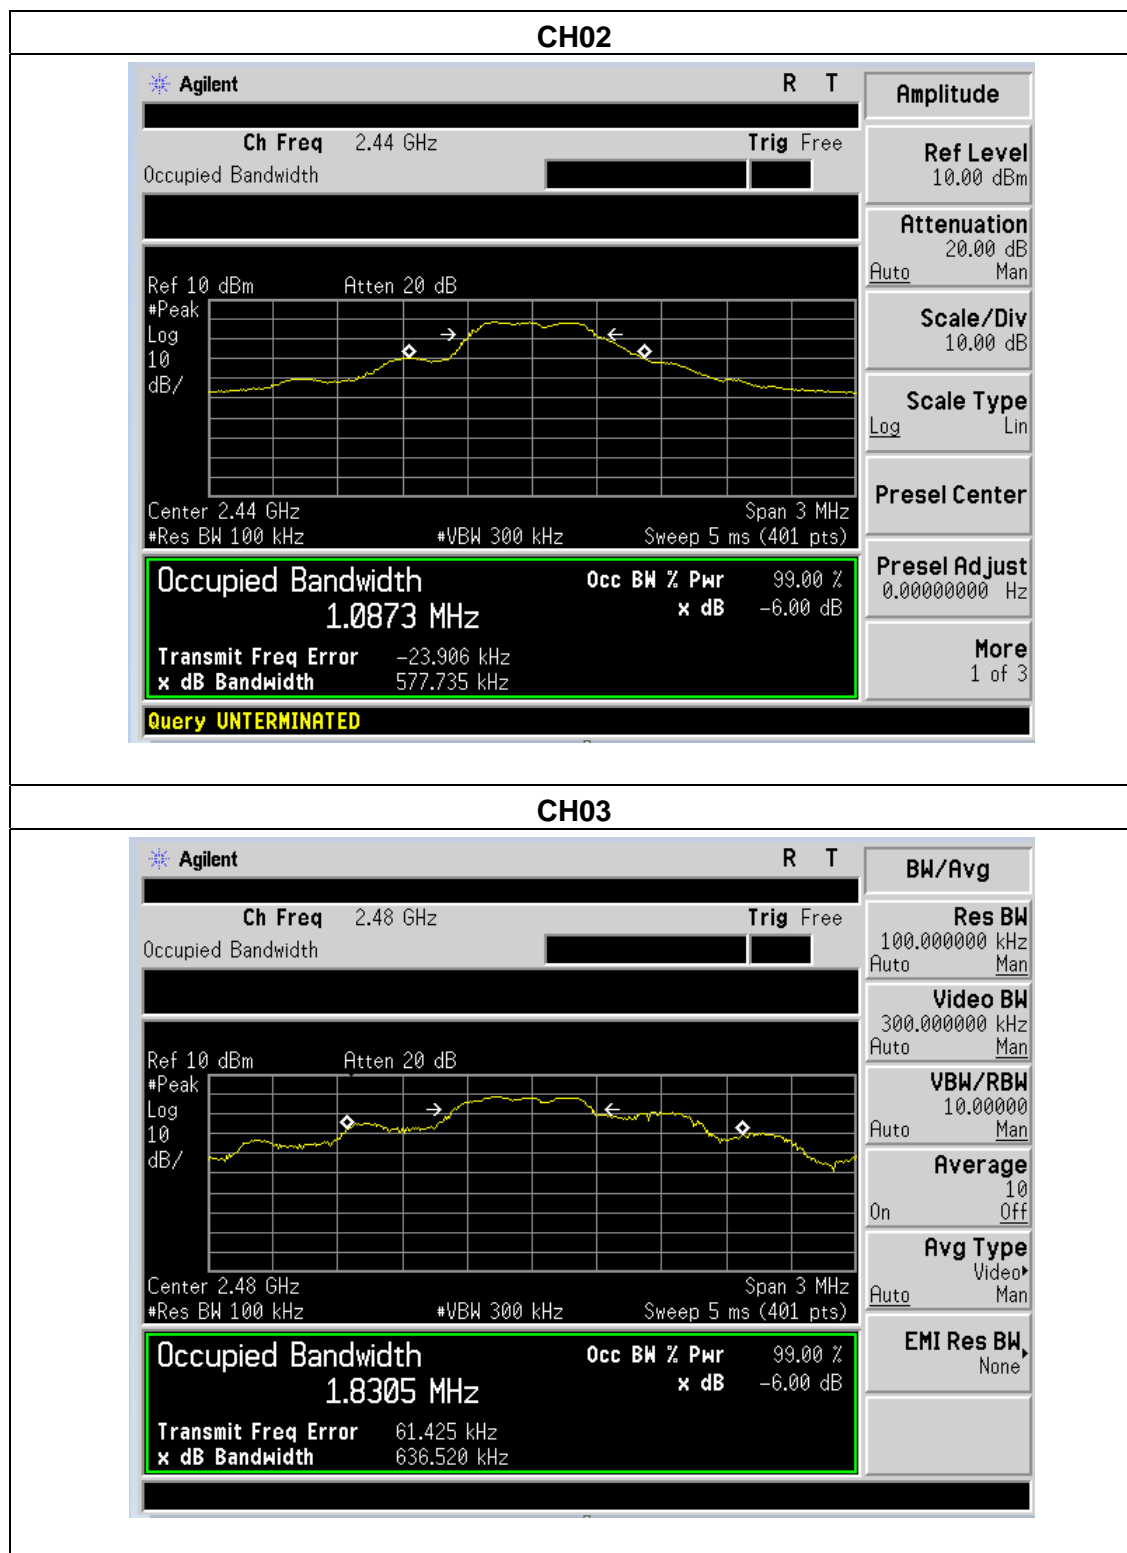 CH02
Agilent R T
Amplitude
Ch Freq 2.44 GHz Trig Free
Occupied Bandwidth
Ref Level
10.00 dBm
Attenuation
20.00 dB
Auto Man
Scale/Div
10.00 dB
Scale Type
Log Lin
Presel Center
Presel Adjust
0.00000000 Hz
More
1 of 3
Ref 10 dBm Atten 20 dB
#Peak
Log
10
dB/
Center 2.44 GHz Span 3 MHz
#Res BW 100 kHz #VBW 300 kHz Sweep 5 ms (401 pts)
Occupied Bandwidth Occ BW % Pwr 99.00 %
1.0873 MHz x dB -6.00 dB
Transmit Freq Error -23.906 kHz
x dB Bandwidth 577.735 kHz
Query UNTERMINATED
CH03
Agilent R T
BW/Avg
Ch Freq 2.48 GHz Trig Free
Occupied Bandwidth
Res BW
100.000000 kHz
Auto Man
Video BW
300.000000 kHz
Auto Man
VBW/RBW
10.00000
Auto Man
Average
10
On Off
Avg Type
Video
Auto Man
EMI Res BW
None
Ref 10 dBm Atten 20 dB
#Peak
Log
10
dB/
Center 2.48 GHz Span 3 MHz
#Res BW 100 kHz #VBW 300 kHz Sweep 5 ms (401 pts)
Occupied Bandwidth Occ BW % Pwr 99.00 %
1.8305 MHz x dB -6.00 dB
Transmit Freq Error 61.425 kHz
x dB Bandwidth 636.520 kHz